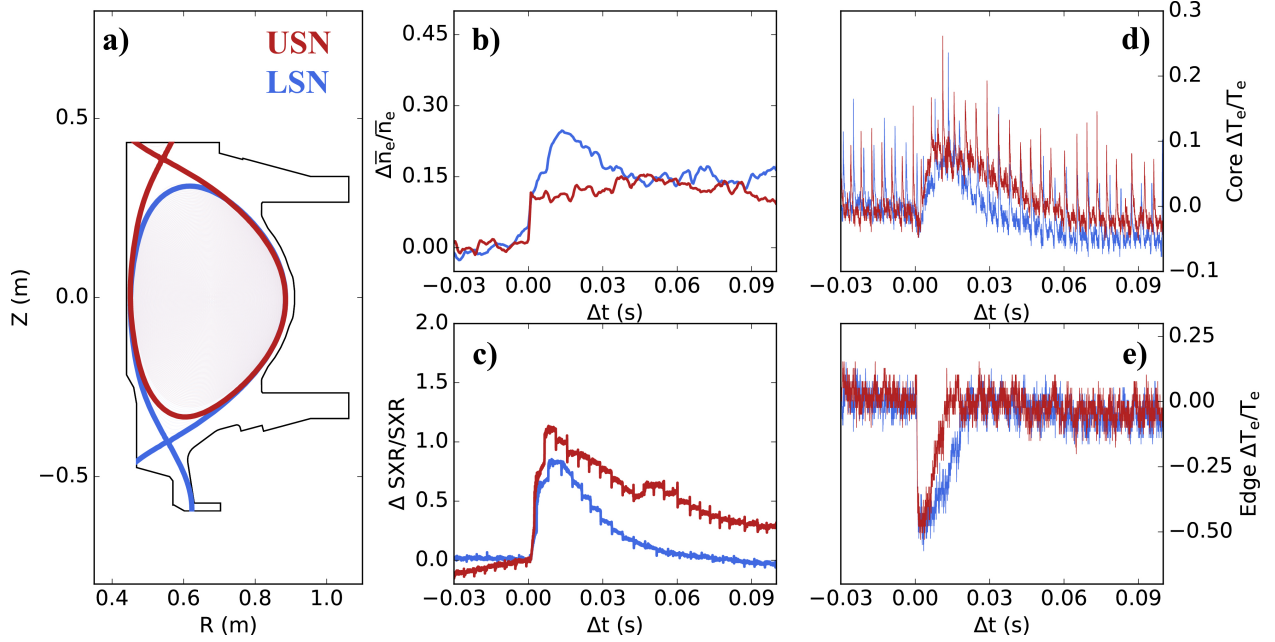 a)
USN
LSN
0.5
0.0
−0.5
Z (m)
0.4
0.6
0.8
1.0
R (m)
b)
0.45
0.30
0.15
0.00
Δn̅e/n̅e
−0.03
0.00
0.03
0.06
0.09
Δt (s)
d)
0.3
0.2
0.1
0.0
−0.1
Core ΔTe/Te
−0.03
0.00
0.03
0.06
0.09
Δt (s)
c)
2.0
1.5
1.0
0.5
0.0
Δ SXR/SXR
−0.03
0.00
0.03
0.06
0.09
Δt (s)
e)
0.25
0.00
−0.25
−0.50
Edge ΔTe/Te
−0.03
0.00
0.03
0.06
0.09
Δt (s)